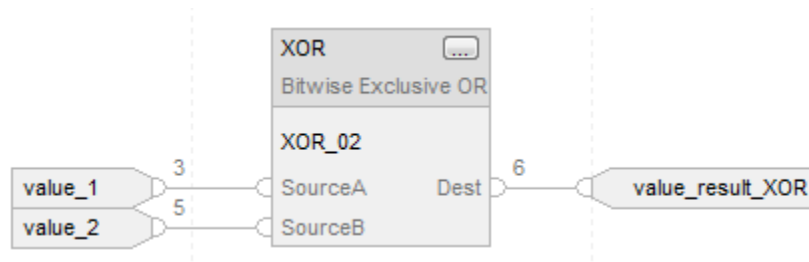 XOR ...
Bitwise Exclusive OR
XOR_02
value_1 3 SourceA Dest 6 value_result_XOR
value_2 5 SourceB